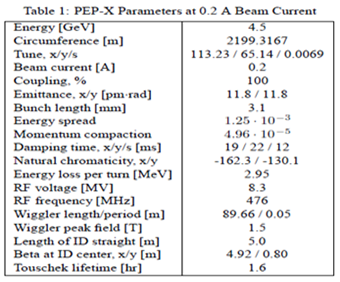 Table 1: PEP-X Parameters at 0.2 A Beam Current
Energy [GeV] 4.5
Circumference [m] 2199.3167
Tune, x/y/s 113.23 / 65.14 / 0.0069
Beam current [A] 0.2
Coupling, % 100
Emittance, x/y [pm·rad] 11.8 / 11.8
Bunch length [mm] 3.1
Energy spread 1.25 · 10⁻³
Momentum compaction 4.96 · 10⁻⁵
Damping time, x/y/s [ms] 19 / 22 / 12
Natural chromaticity, x/y -162.3 / -130.1
Energy loss per turn [MeV] 2.95
RF voltage [MV] 8.3
RF frequency [MHz] 476
Wiggler length/period [m] 89.66 / 0.05
Wiggler peak field [T] 1.5
Length of ID straight [m] 5.0
Beta at ID center, x/y [m] 4.92 / 0.80
Touschek lifetime [hr] 1.6